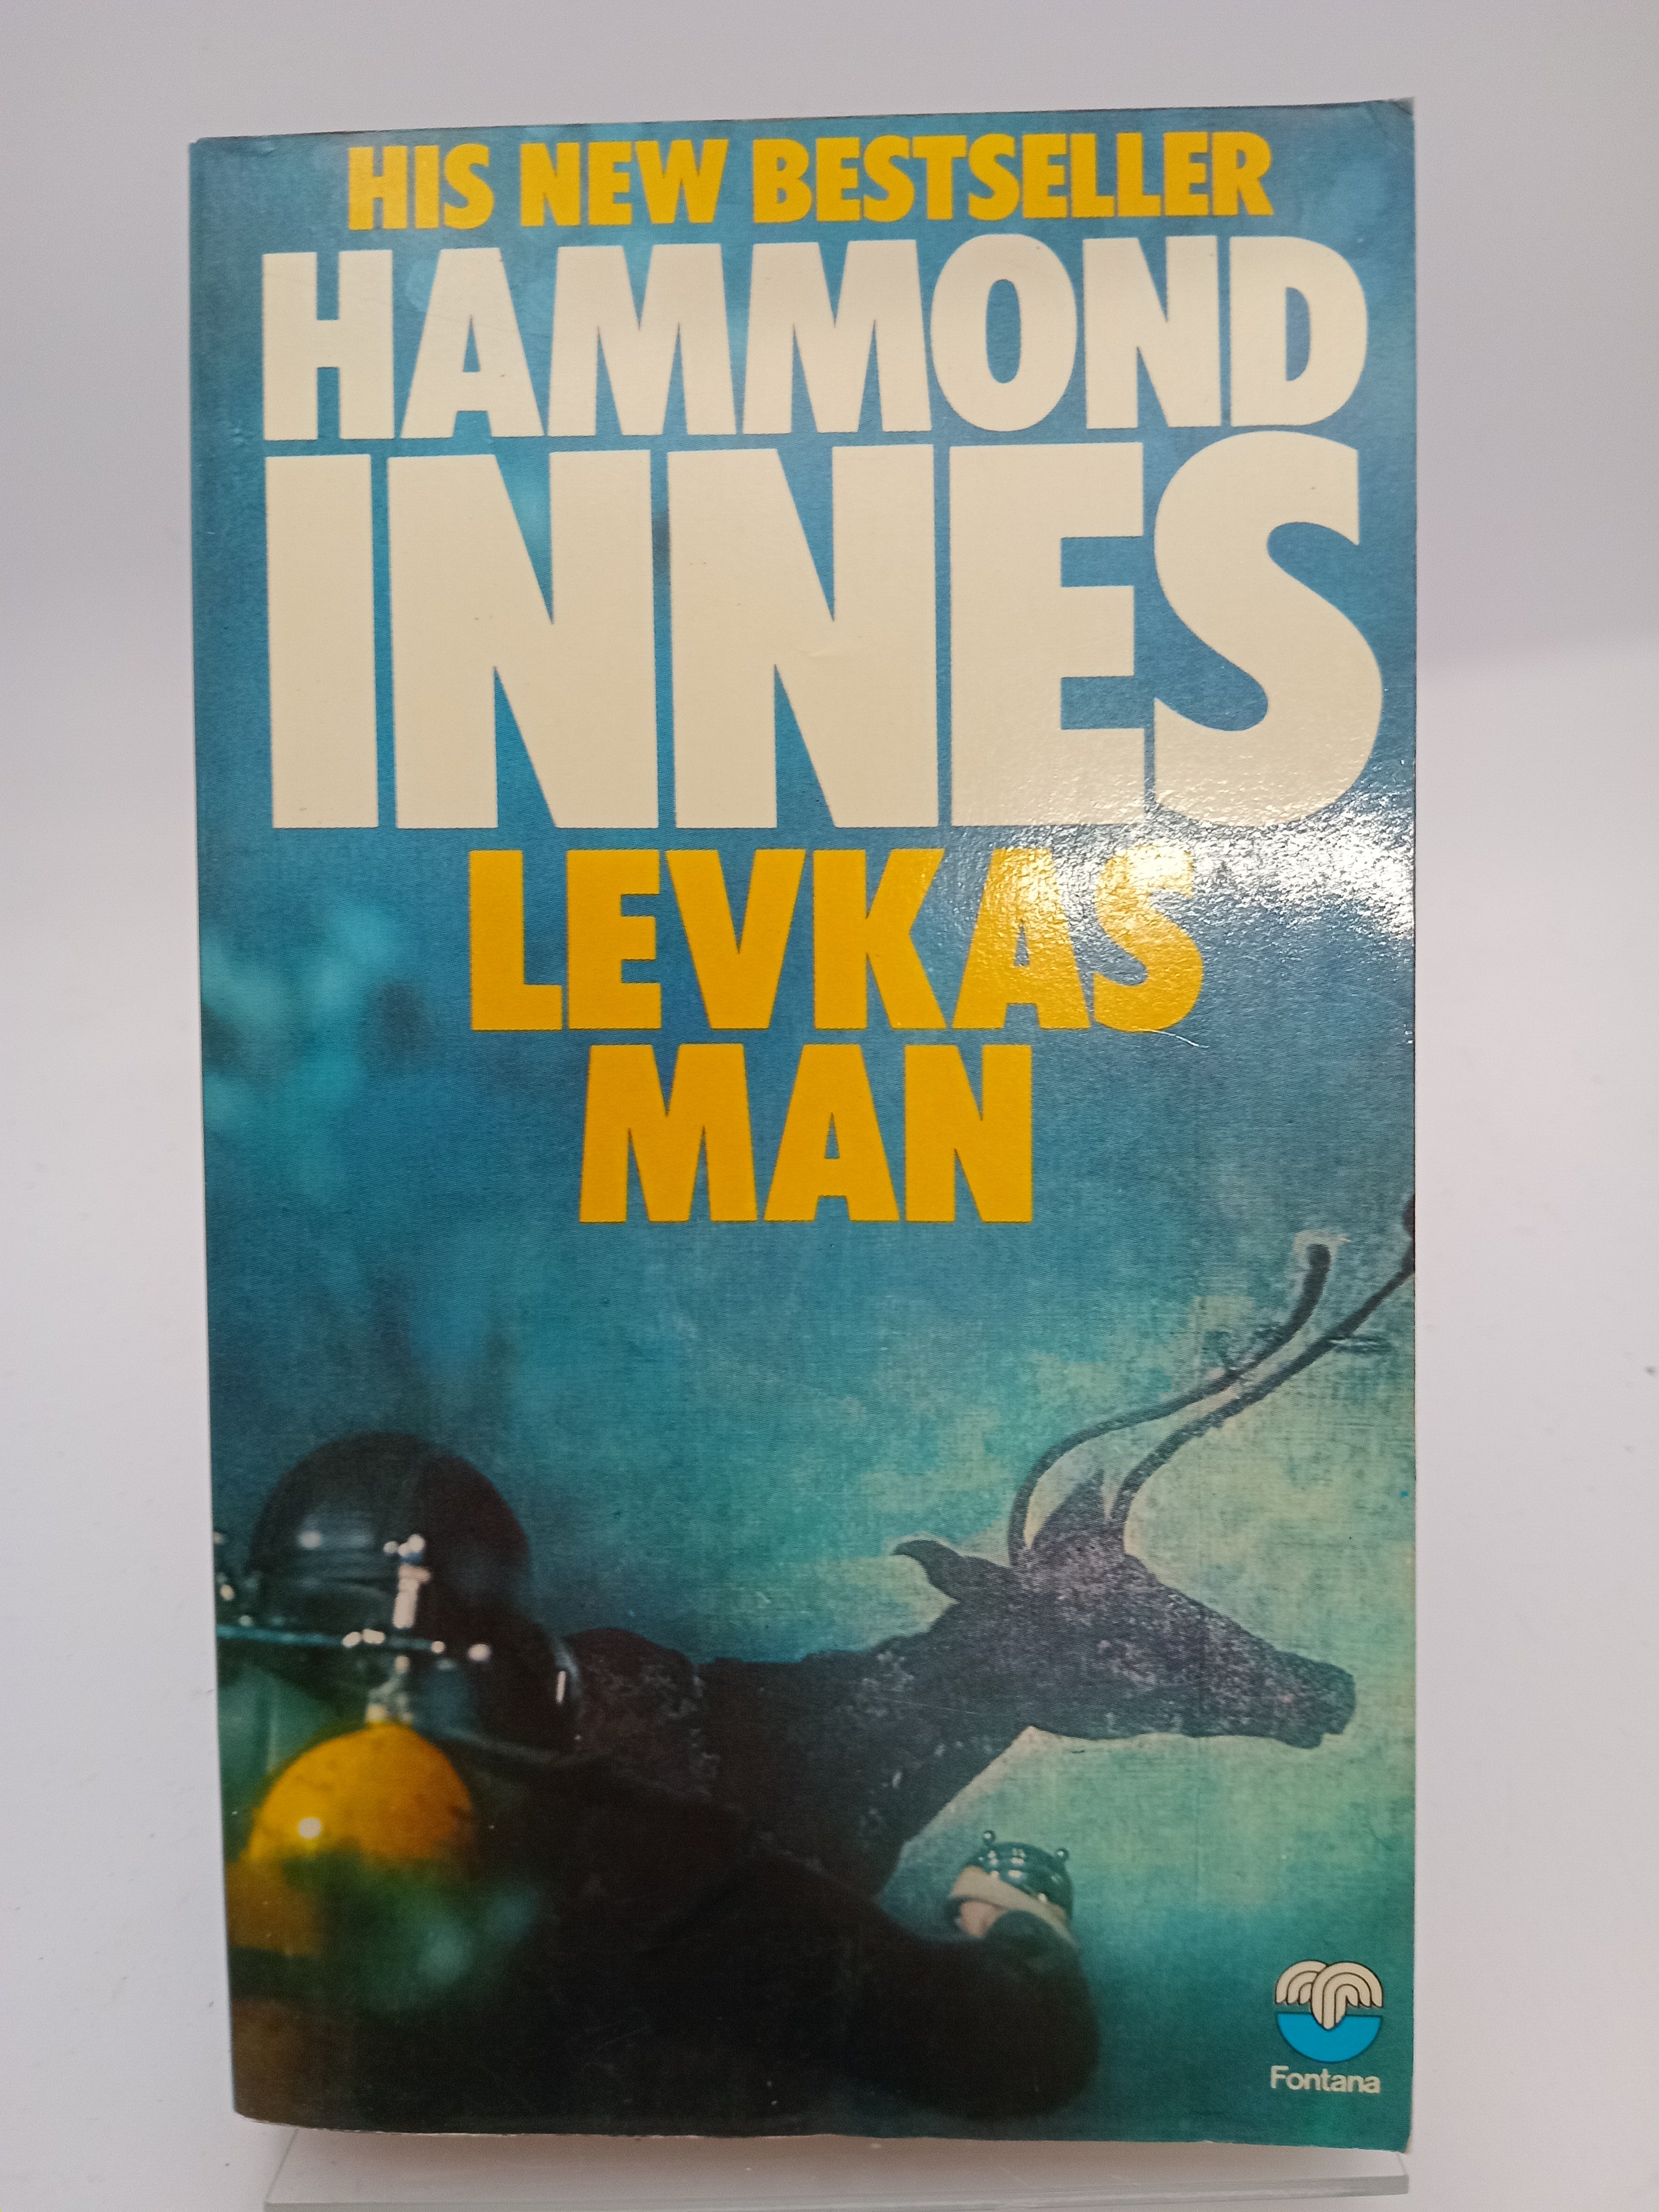 HIS NEW BESTSELLER
HAMMOND
INNES
LEVKAS
MAN
Fontana